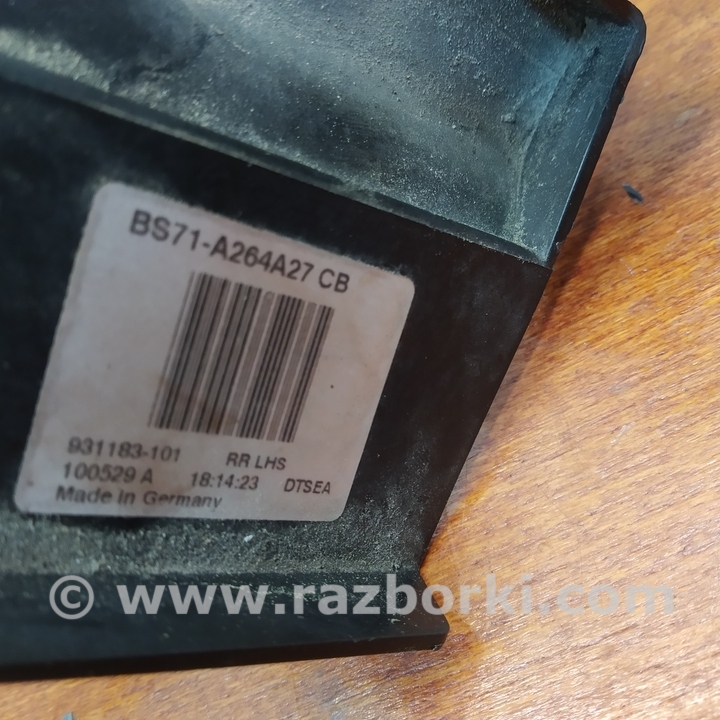 BS71-A264A27 CB
931183-101 RR LHS
100529 A 18:14:23 DTSEA
Made in Germany
© www.razborki.com